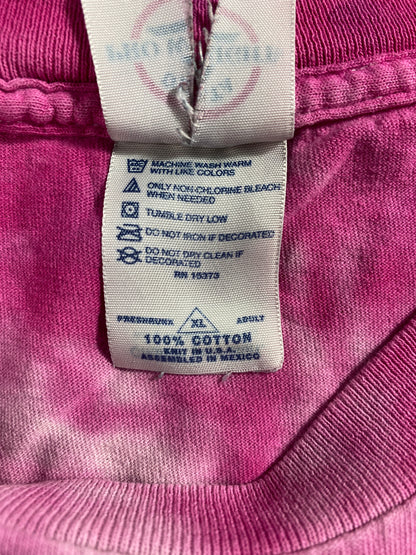 MACHINE WASH WARM
WITH LIKE COLORS
ONLY NON-CHLORINE BLEACH
WHEN NEEDED
TUMBLE DRY LOW
DO NOT IRON IF DECORATED
DO NOT DRY CLEAN IF
DECORATED
RN 15373
PRESHRUNK XL ADULT
100% COTTON
KNIT IN U.S.A.
ASSEMBLED IN MEXICO